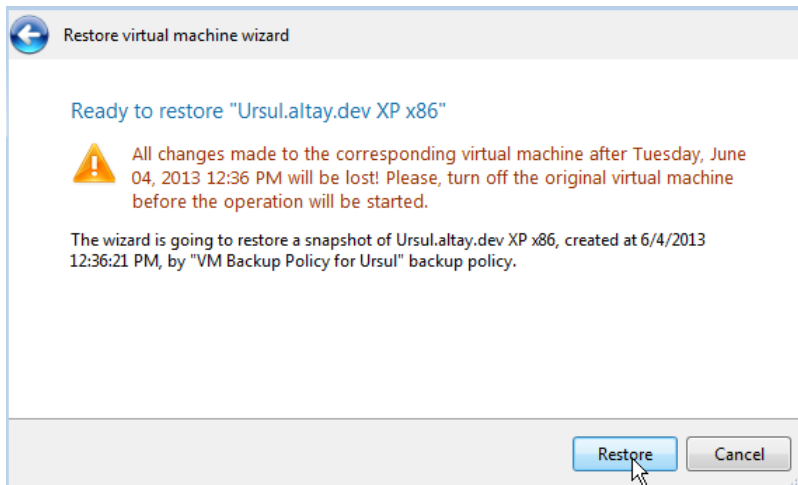 Restore virtual machine wizard
Ready to restore "Ursul.altay.dev XP x86"
All changes made to the corresponding virtual machine after Tuesday, June
04, 2013 12:36 PM will be lost! Please, turn off the original virtual machine
before the operation will be started.
The wizard is going to restore a snapshot of Ursul.altay.dev XP x86, created at 6/4/2013
12:36:21 PM, by "VM Backup Policy for Ursul" backup policy.
Restore
Cancel